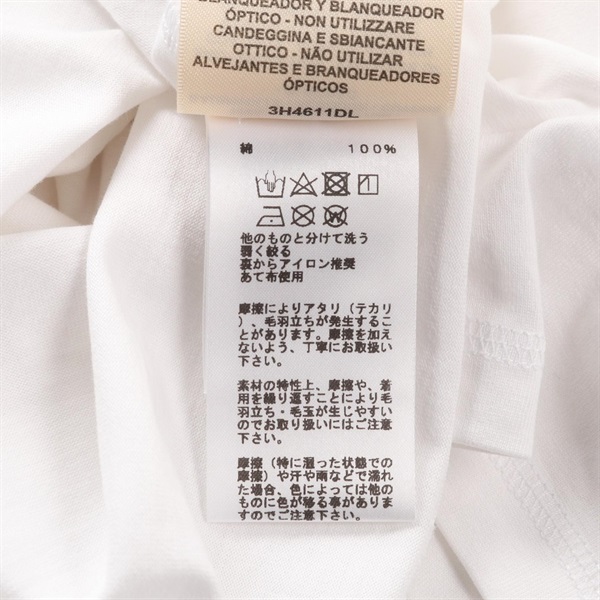 BLANQUEADOR Y BLANQUEADOR
ÓPTICO - NON UTILIZZARE
CANDEGGINA E SBIANCANTE
OTTICO - NÃO UTILIZAR
ALVEJANTES E BRANQUEADORES
ÓPTICOS
3H4611DL
綿 100%
他のものと分けて洗う
弱く絞る
裏からアイロン推奨
あて布使用
摩擦によりアタリ（テカリ
）、毛羽立ちが発生するこ
とがあります。摩擦を加え
ないよう、丁寧にお取扱い
下さい。
素材の特性上、摩擦や、着
用を繰り返すことにより毛
羽立ち・毛玉が生じやすい
のでお取り扱いにはご注意
下さい。
摩擦（特に湿った状態での
摩擦）や汗や雨などで濡れ
た場合、色によっては他の
ものに色が移る事がありま
すのでご注意下さい。